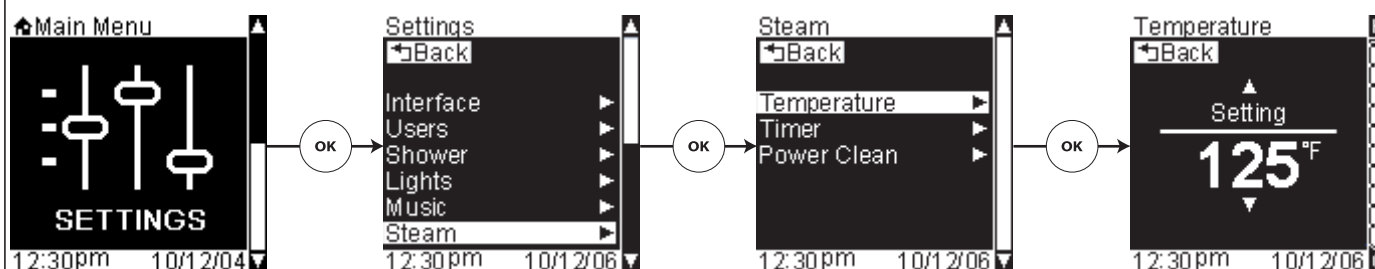 Main Menu
SETTINGS
12:30pm 10/12/04
OK
Settings
Back
Interface
Users
Shower
Lights
Music
Steam
12:30pm 10/12/06
OK
Steam
Back
Temperature
Timer
Power Clean
12:30pm 10/12/06
OK
Temperature
Back
Setting
125°F
12:30pm 10/12/06